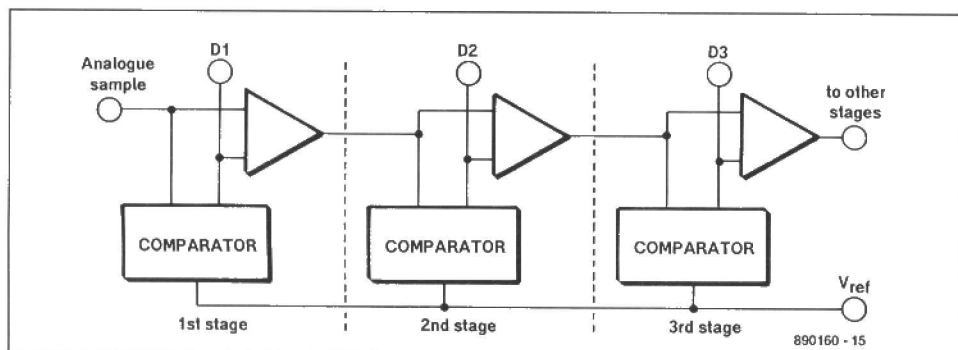 D1
D2
D3
Analogue
sample
to other
stages
COMPARATOR
COMPARATOR
COMPARATOR
Vref
1st stage
2nd stage
3rd stage
890160 - 15